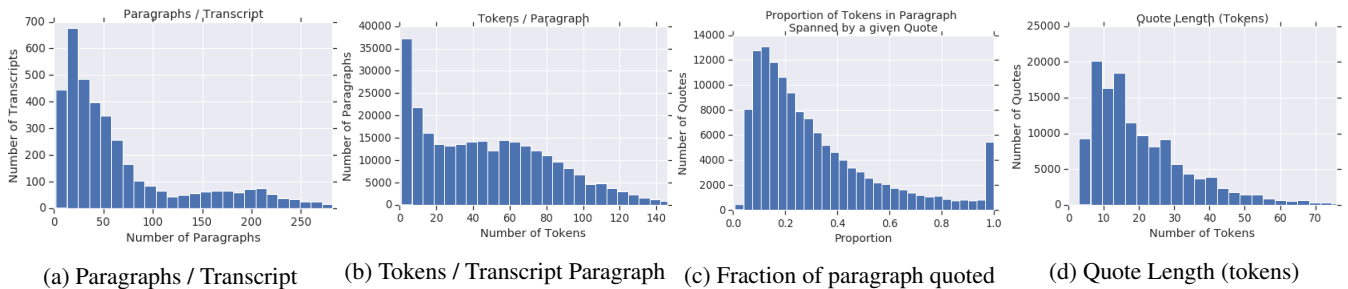 Paragraphs / Transcript
700
600
500
400
300
200
100
0
Number of Transcripts
0 50 100 150 200 250
Number of Paragraphs
(a) Paragraphs / Transcript
Tokens / Paragraph
40000
35000
30000
25000
20000
15000
10000
5000
0
Number of Paragraphs
0 20 40 60 80 100 120 140
Number of Tokens
(b) Tokens / Transcript Paragraph
Proportion of Tokens in Paragraph
Spanned by a given Quote
14000
12000
10000
8000
6000
4000
2000
0
Number of Quotes
0.0 0.2 0.4 0.6 0.8 1.0
Proportion
(c) Fraction of paragraph quoted
Quote Length (Tokens)
25000
20000
15000
10000
5000
0
Number of Quotes
0 10 20 30 40 50 60 70
Number of Tokens
(d) Quote Length (tokens)